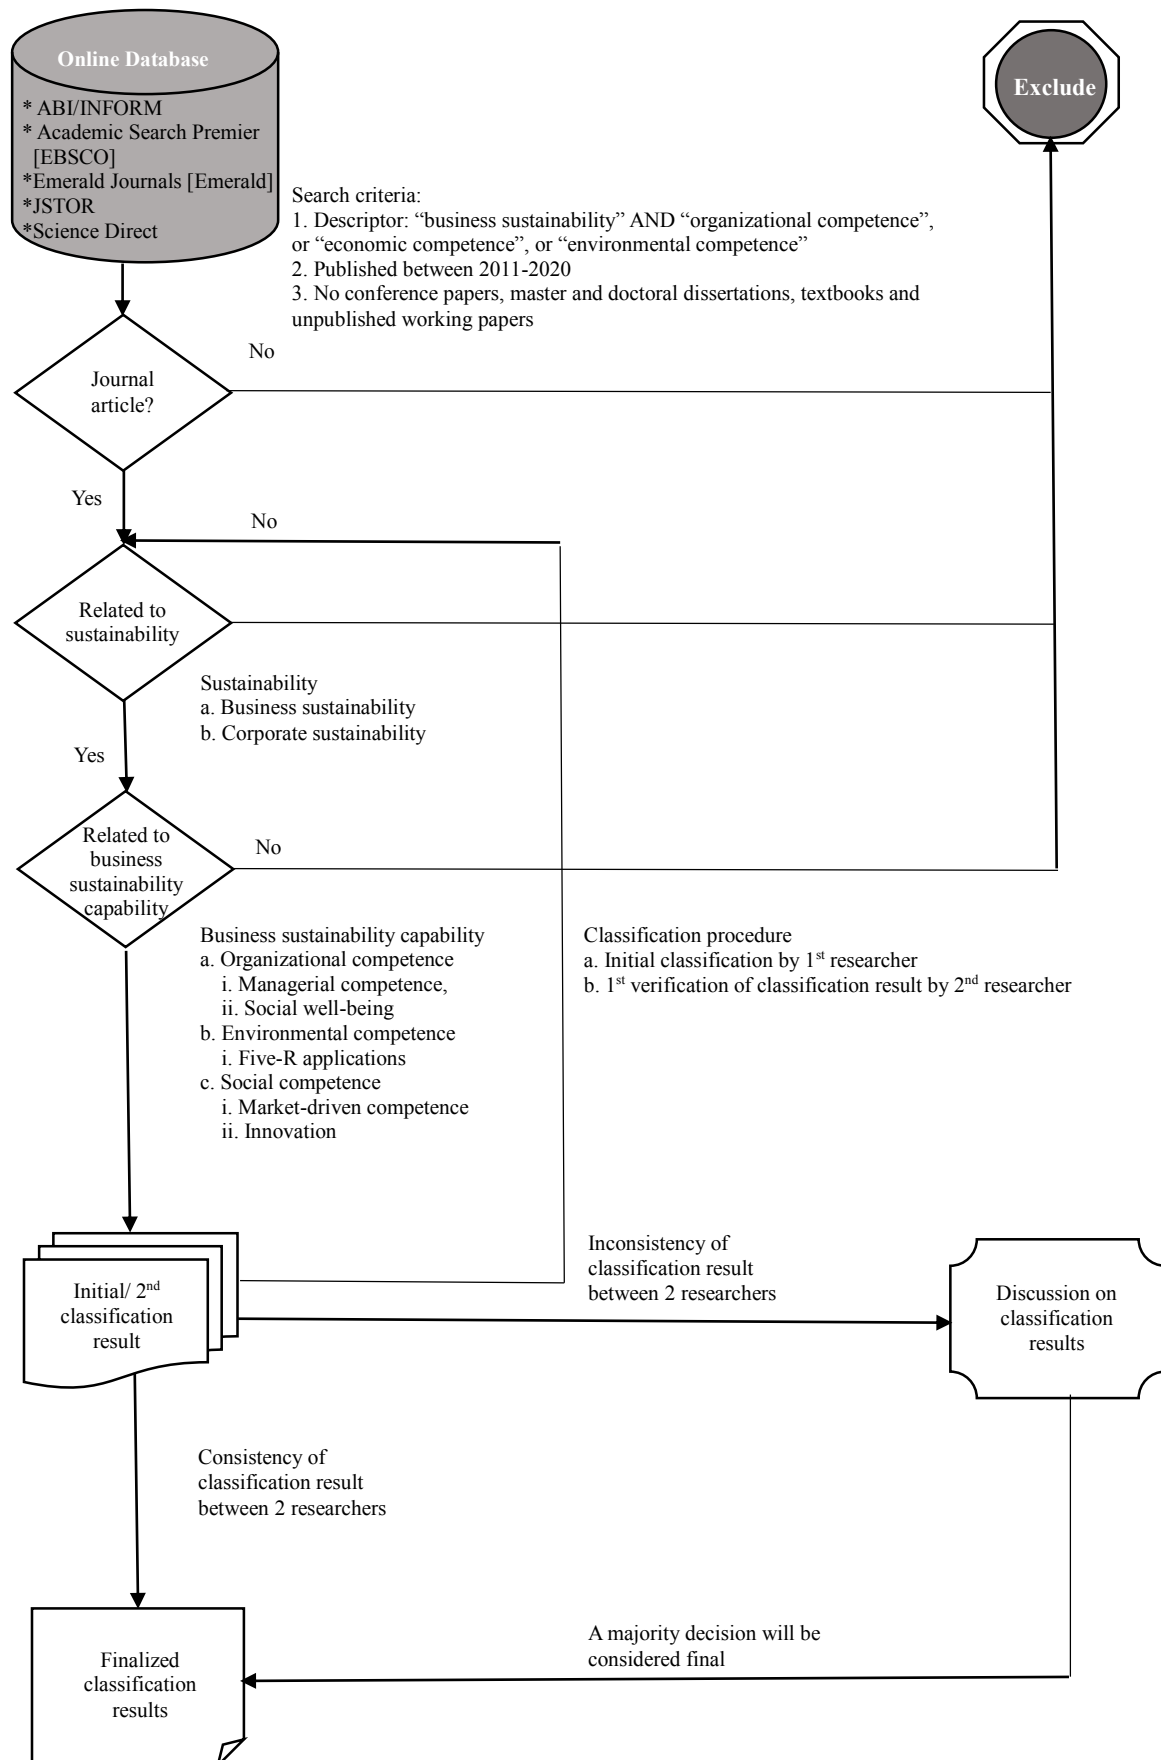 Online Database
* ABI/INFORM
* Academic Search Premier
[EBSCO]
*Emerald Journals [Emerald]
*JSTOR
*Science Direct
Exclude
Search criteria:
1. Descriptor: “business sustainability” AND “organizational competence”,
or “economic competence”, or “environmental competence”
2. Published between 2011-2020
3. No conference papers, master and doctoral dissertations, textbooks and
unpublished working papers
No
Journal
article?
Yes
No
Related to
sustainability
Sustainability
a. Business sustainability
b. Corporate sustainability
Yes
Related to
business
sustainability
capability
No
Business sustainability capability
a. Organizational competence
i. Managerial competence,
ii. Social well-being
b. Environmental competence
i. Five-R applications
c. Social competence
i. Market-driven competence
ii. Innovation
Classification procedure
a. Initial classification by 1st researcher
b. 1st verification of classification result by 2nd researcher
Initial/ 2nd
classification
result
Inconsistency of
classification result
between 2 researchers
Discussion on
classification
results
Consistency of
classification result
between 2 researchers
A majority decision will be
considered final
Finalized
classification
results